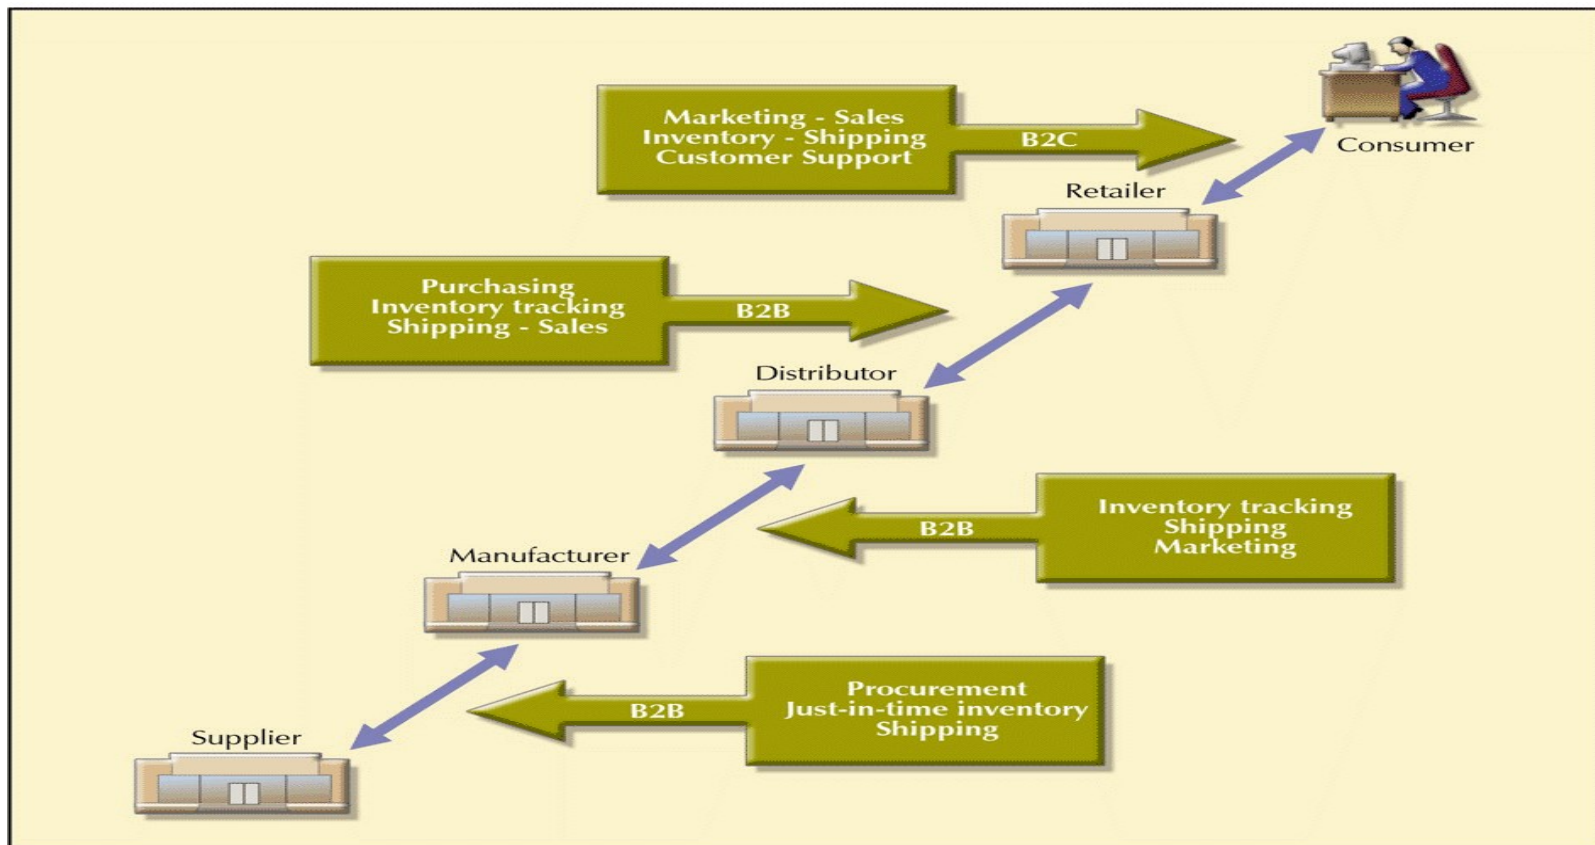 Consumer
Marketing - Sales
Inventory - Shipping
Customer Support
B2C
Retailer
Purchasing
Inventory tracking
Shipping - Sales
B2B
Distributor
Inventory tracking
Shipping
Marketing
B2B
Manufacturer
Procurement
Just-in-time inventory
Shipping
B2B
Supplier